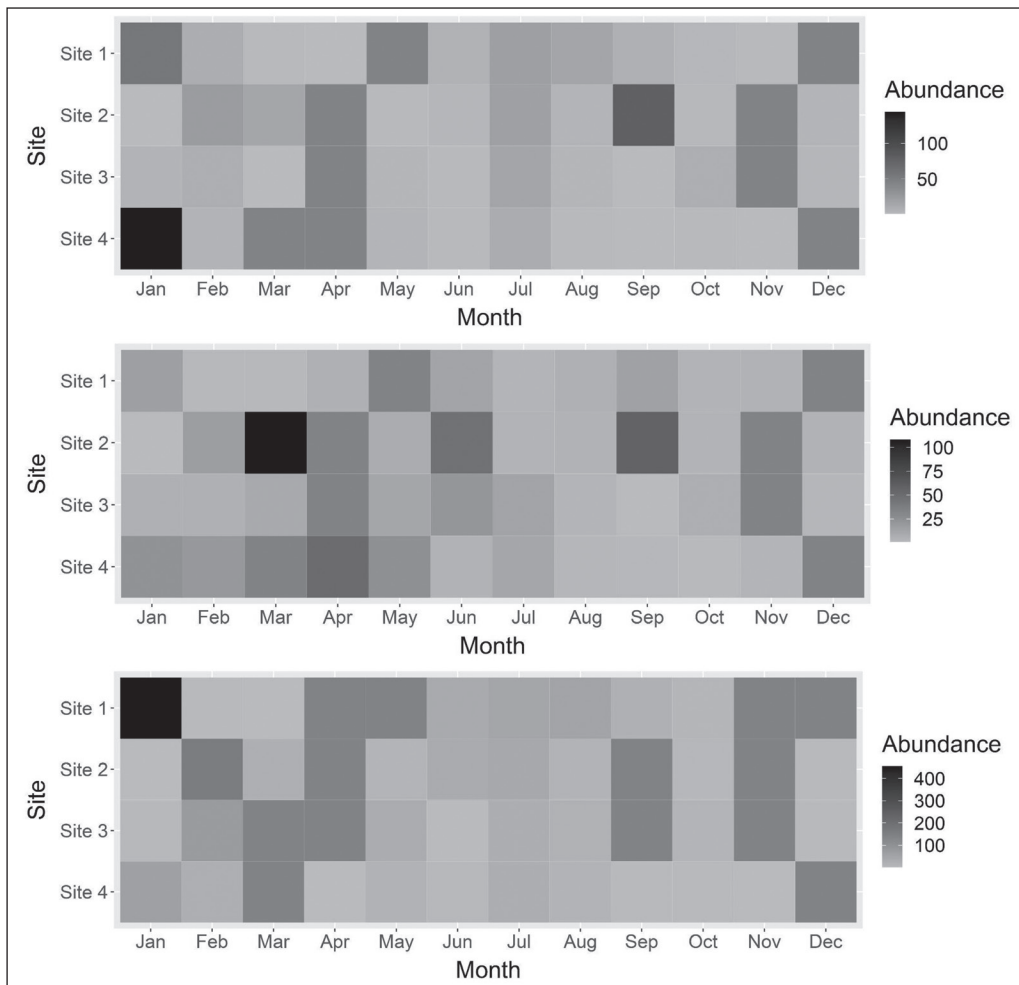 Site 1
Site 2
Site 3
Site 4
Site
Jan Feb Mar Apr May Jun Jul Aug Sep Oct Nov Dec
Month
Abundance
100
50
Site 1
Site 2
Site 3
Site 4
Site
Jan Feb Mar Apr May Jun Jul Aug Sep Oct Nov Dec
Month
Abundance
100
75
50
25
Site 1
Site 2
Site 3
Site 4
Site
Jan Feb Mar Apr May Jun Jul Aug Sep Oct Nov Dec
Month
Abundance
400
300
200
100